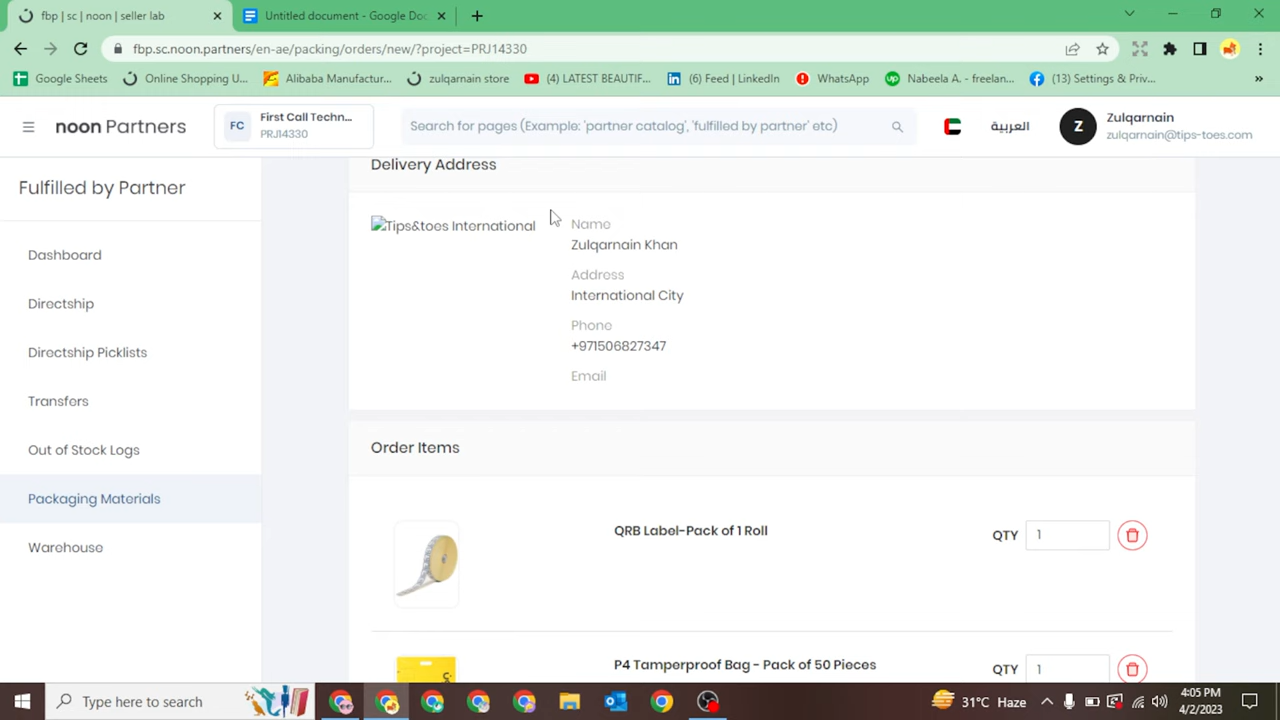 fbp | sc | noon | seller lab
Untitled document - Google Doc
fbp.sc.noon.partners/en-ae/packing/orders/new/?project=PRJ14330
Google Sheets
Online Shopping U...
Alibaba Manufactur...
zulqarnain store
(4) LATEST BEAUTIF...
(6) Feed | LinkedIn
WhatsApp
Nabeela A. - freelan...
(13) Settings & Priv...
»
noon Partners
FC
First Call Techn...
PRJ14330
Search for pages (Example: 'partner catalog', 'fulfilled by partner' etc)
العربية
Z
Zulqarnain
zulqarnain@tips-toes.com
Fulfilled by Partner
Dashboard
Directship
Directship Picklists
Transfers
Out of Stock Logs
Packaging Materials
Warehouse
Delivery Address
Tips&toes International
Name
Zulqarnain Khan
Address
International City
Phone
+971506827347
Email
Order Items
QRB Label-Pack of 1 Roll
QTY 1
P4 Tamperproof Bag - Pack of 50 Pieces
QTY 1
Type here to search
31°C Haze
4:05 PM
4/2/2023